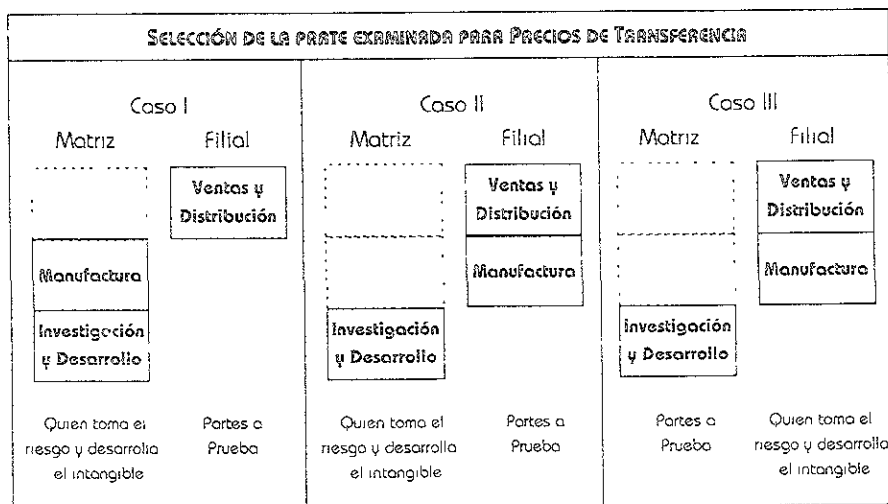 SELECCIÓN DE LA PARTE EXAMINADA PARA PRECIOS DE TRANSFERENCIA
Caso I
Matriz Filial
Ventas y
Distribución
Manufactura
Investigación
y Desarrollo
Quien toma el
riesgo y desarrolla
el intangible
Partes a
Prueba
Caso II
Matriz Filial
Ventas y
Distribución
Manufactura
Investigación
y Desarrollo
Quien toma el
riesgo y desarrolla
el intangible
Partes a
Prueba
Caso III
Matriz Filial
Ventas y
Distribución
Manufactura
Investigación
y Desarrollo
Partes a
Prueba
Quien toma el
riesgo y desarrolla
el intangible